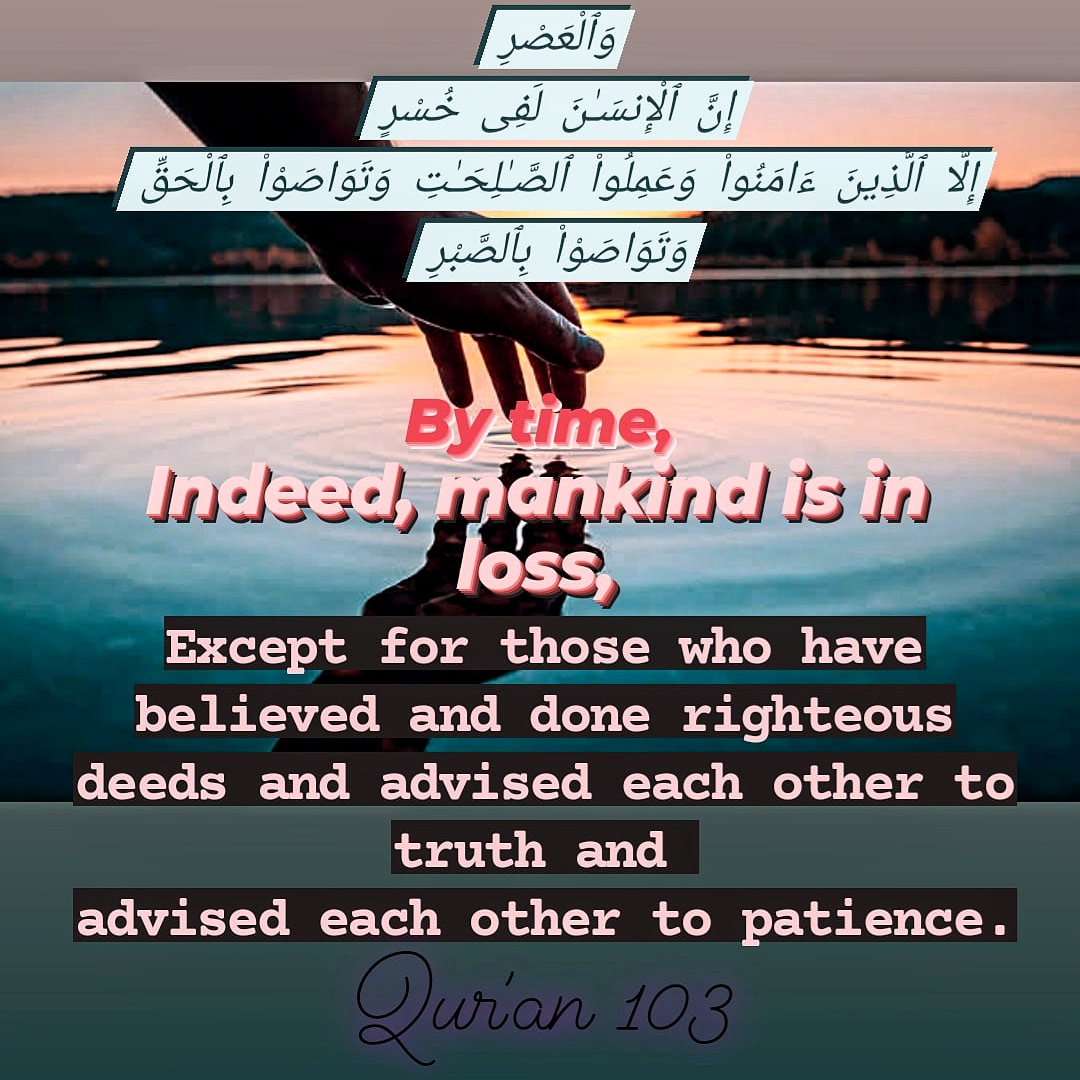 وَٱلْعَصْرِ
إِنَّ ٱلْإِنسَـٰنَ لَفِى خُسْرٍ
إِلَّا ٱلَّذِينَ ءَامَنُوا۟ وَعَمِلُوا۟ ٱلصَّـٰلِحَـٰتِ وَتَوَاصَوْا۟ بِٱلْحَقِّ
وَتَوَاصَوْا۟ بِٱلصَّبْرِ
By time,
Indeed, mankind is in
loss,
Except for those who have
believed and done righteous
deeds and advised each other to
truth and
advised each other to patience.
Qur'an 103